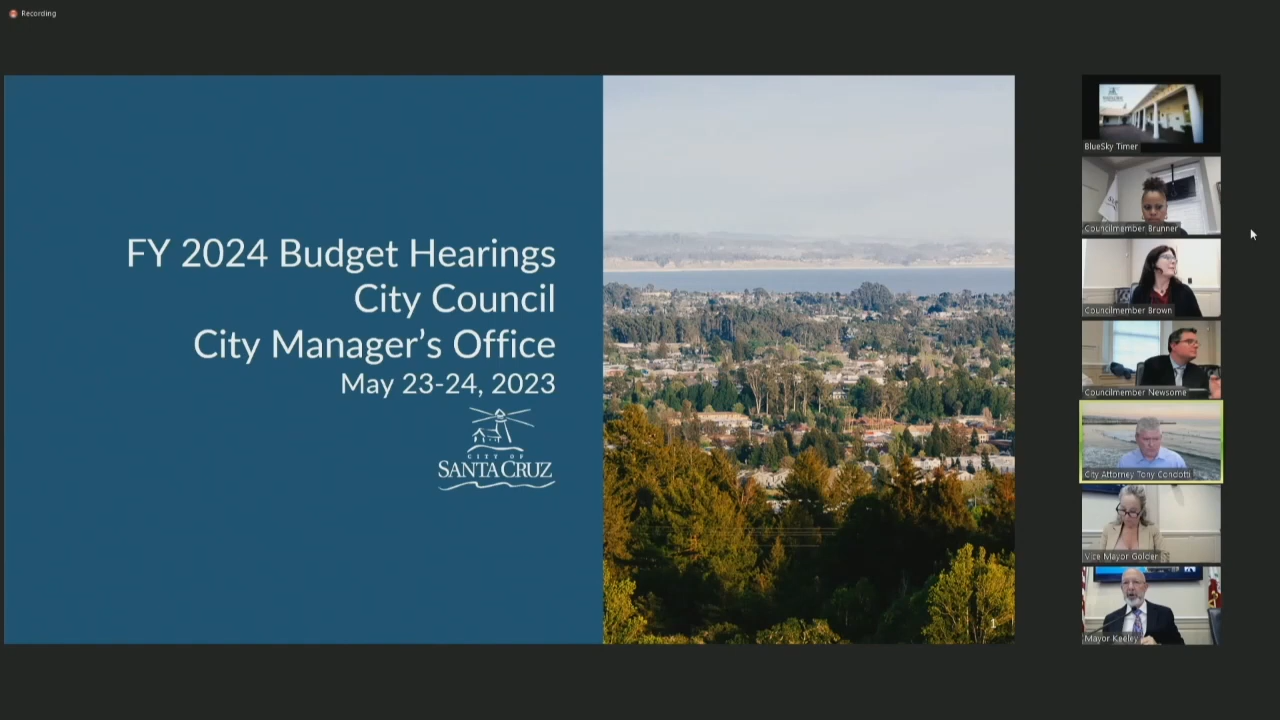 Recording
FY 2024 Budget Hearings
City Council
City Manager's Office
May 23-24, 2023
CITY OF
SANTA CRUZ
1
BlueSky Timer
Councilmember Brunner
Councilmember Brown
Councilmember Newsome
City Attorney Tony Condotti
Vice Mayor Golder
Mayor Keeley